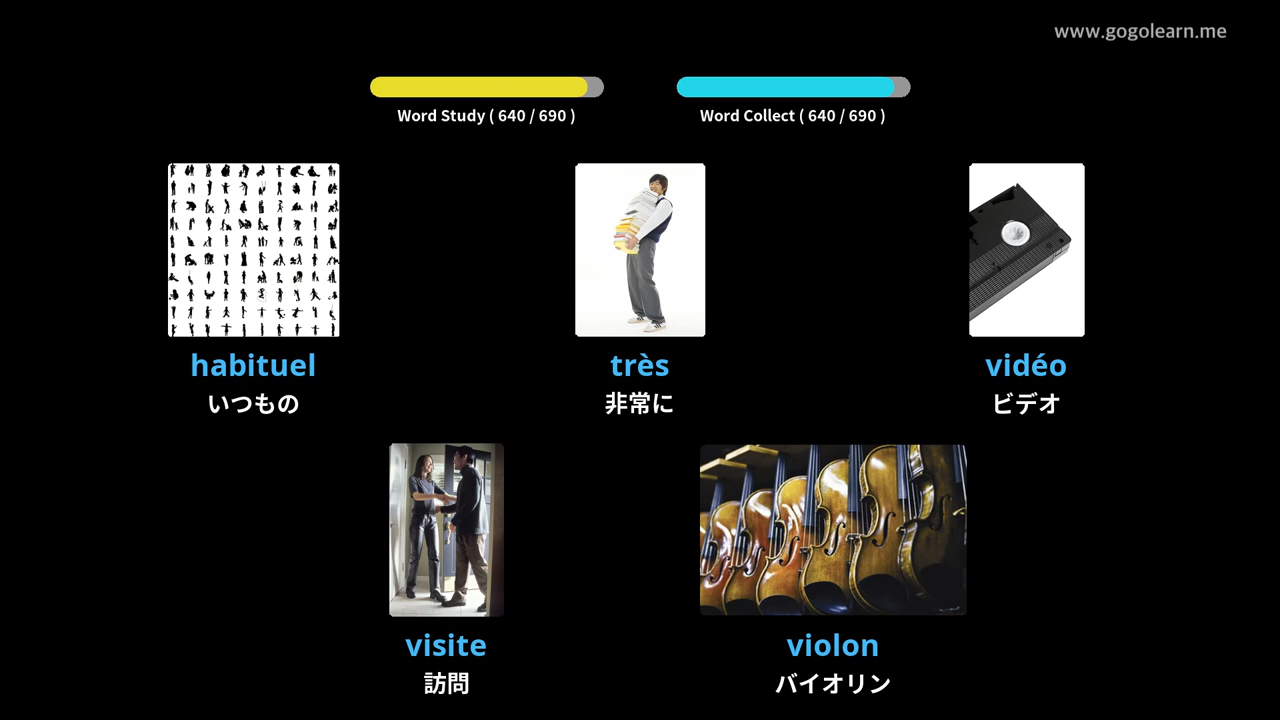 www.gogolearn.me
Word Study ( 640 / 690 )
Word Collect ( 640 / 690 )
habituel
いつもの
très
非常に
vidéo
ビデオ
visite
訪問
violon
バイオリン